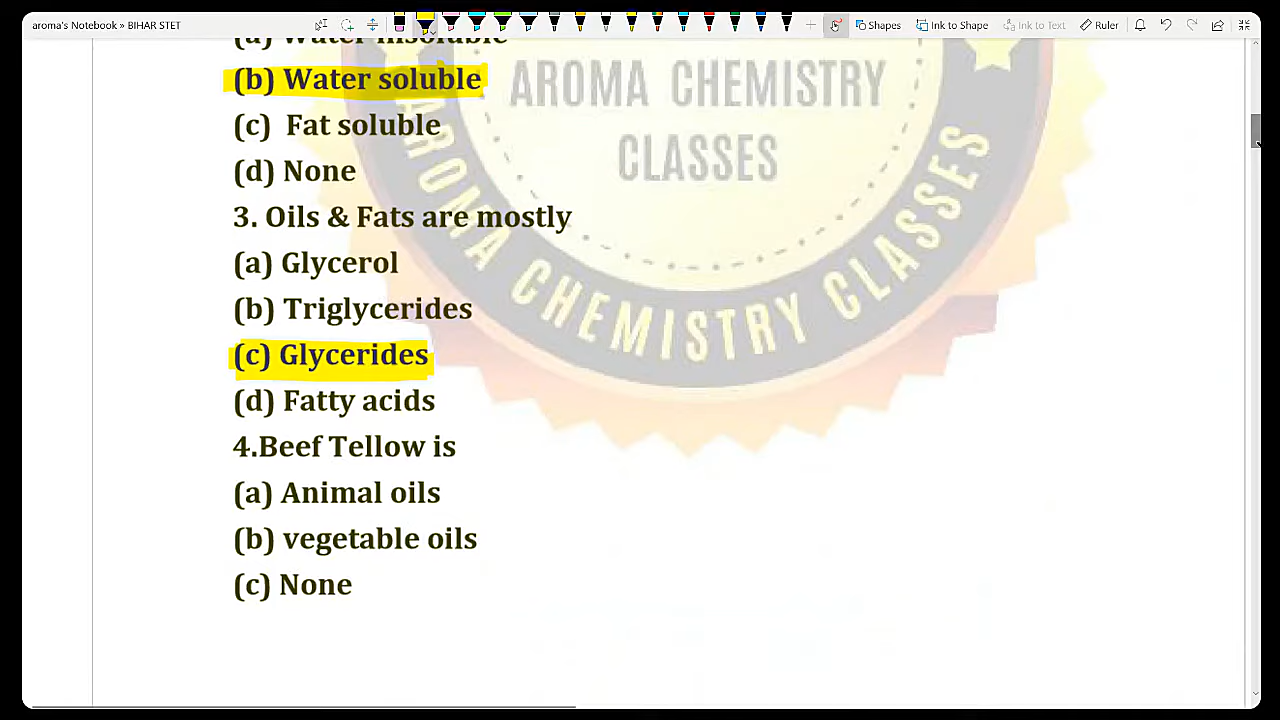 aroma's Notebook » BIHAR STET
Shapes
Ink to Shape
Ink to Text
Ruler
(a) Water insoluble
(b) Water soluble
(c) Fat soluble
(d) None
3. Oils & Fats are mostly
(a) Glycerol
(b) Triglycerides
(c) Glycerides
(d) Fatty acids
4.Beef Tellow is
(a) Animal oils
(b) vegetable oils
(c) None
AROMA CHEMISTRY
CLASSES
AROMA CHEMISTRY CLASSES